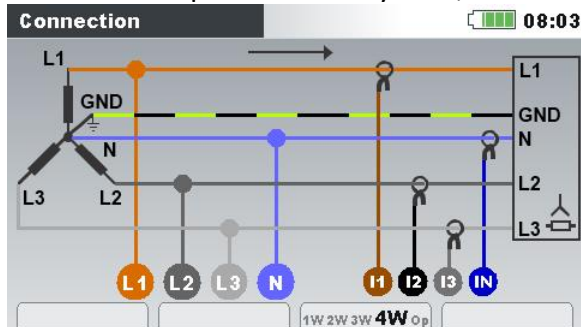 Connection 08:03
L1
L1
GND
GND
N
N
L3 L2
L2
L3
L1 L2 L3 N I1 I2 I3 IN
1W 2W 3W 4W Op